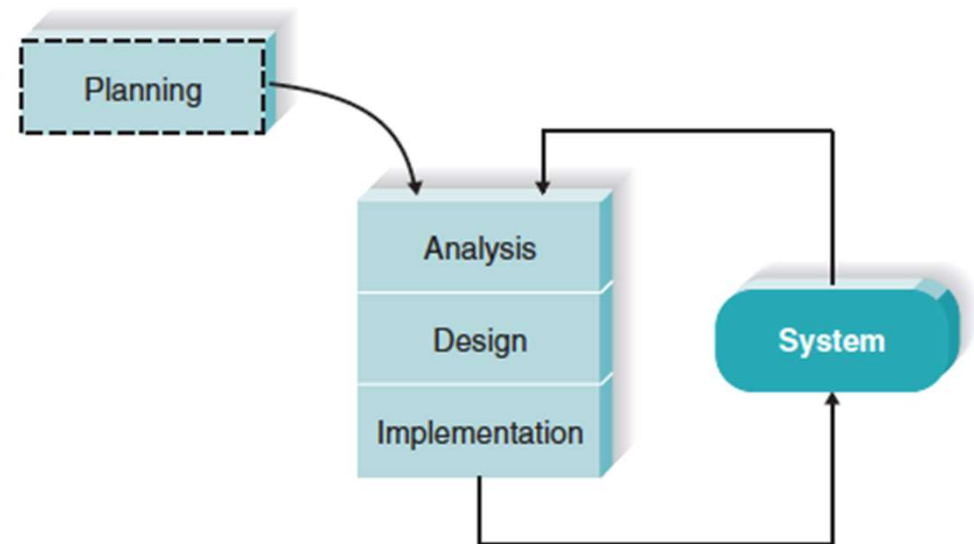 Planning
Analysis
Design
System
Implementation